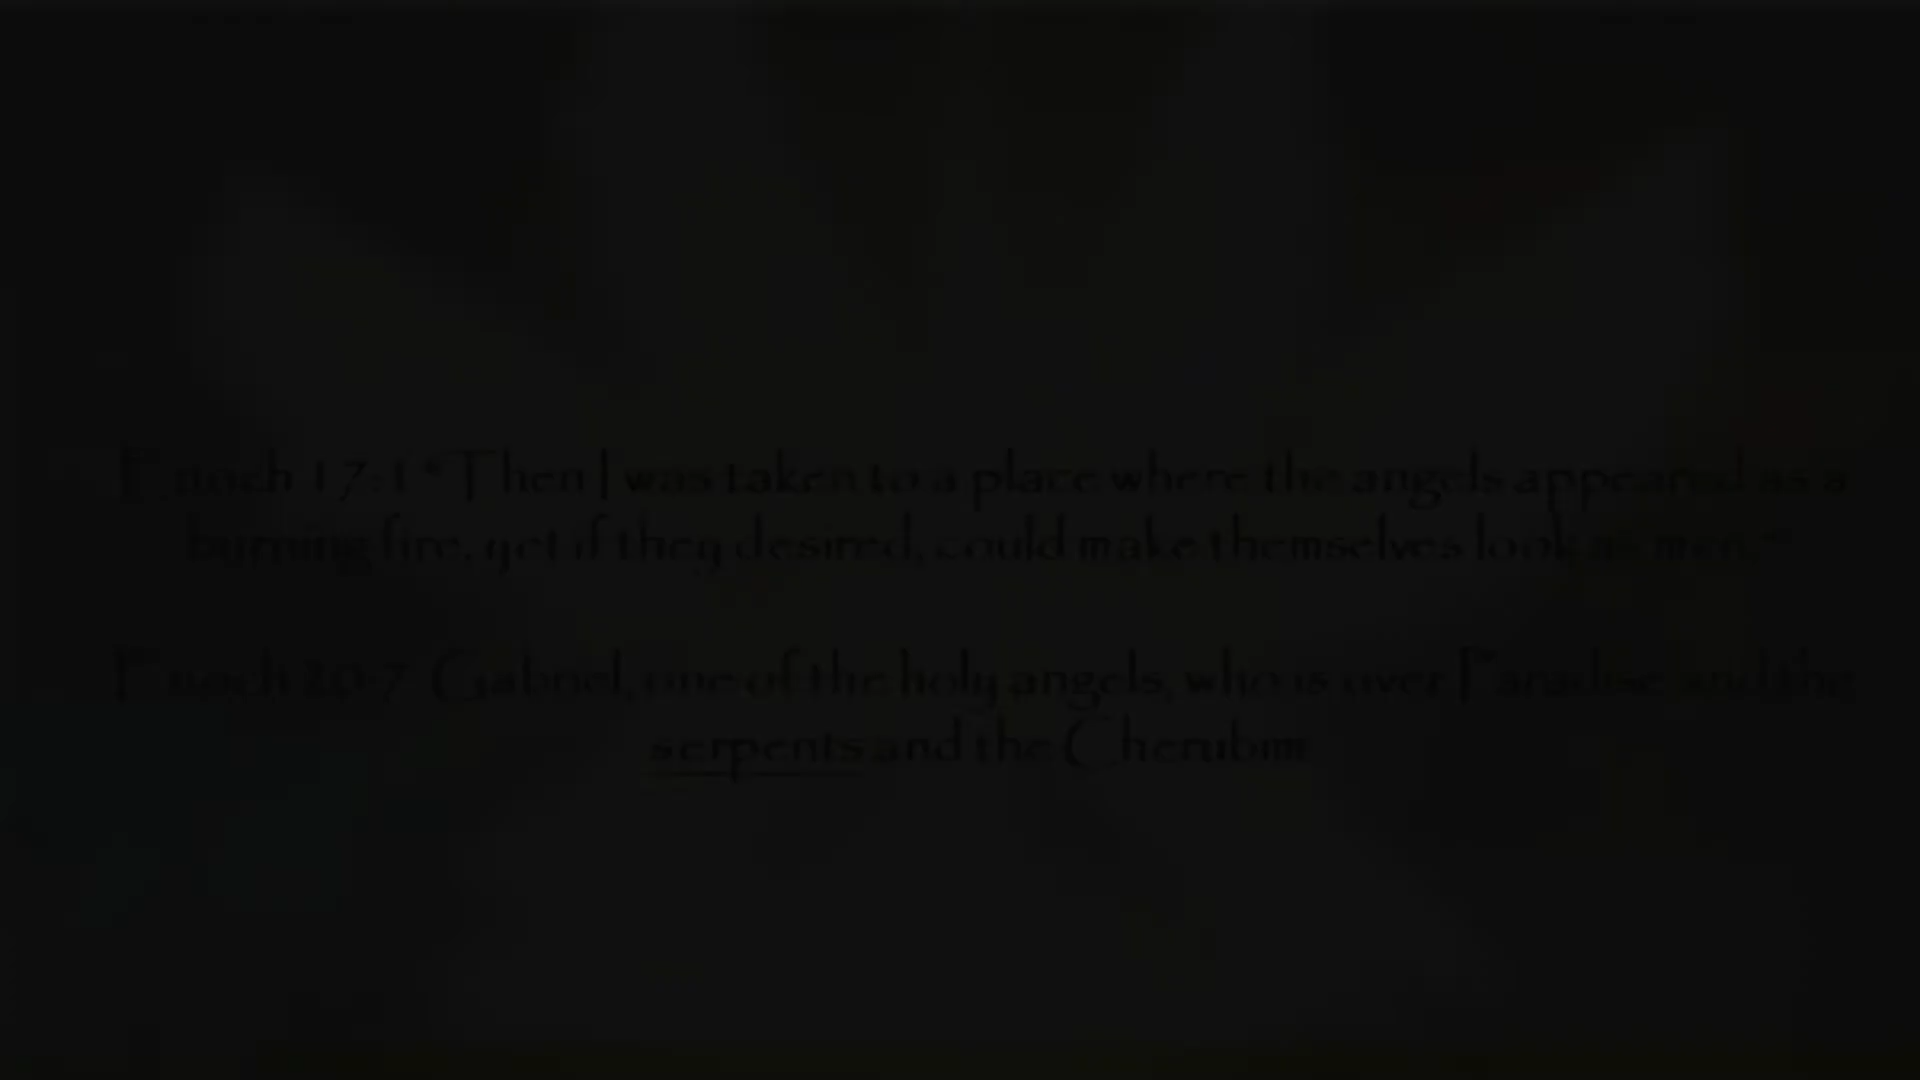 Enoch 17:1 "Then I was taken to a place where the angels appeared as a
burning fire, yet if they desired, could make themselves look as men."
Enoch 20:7 Gabriel, one of the holy angels, who is over Paradise and the
serpents and the Cherubim